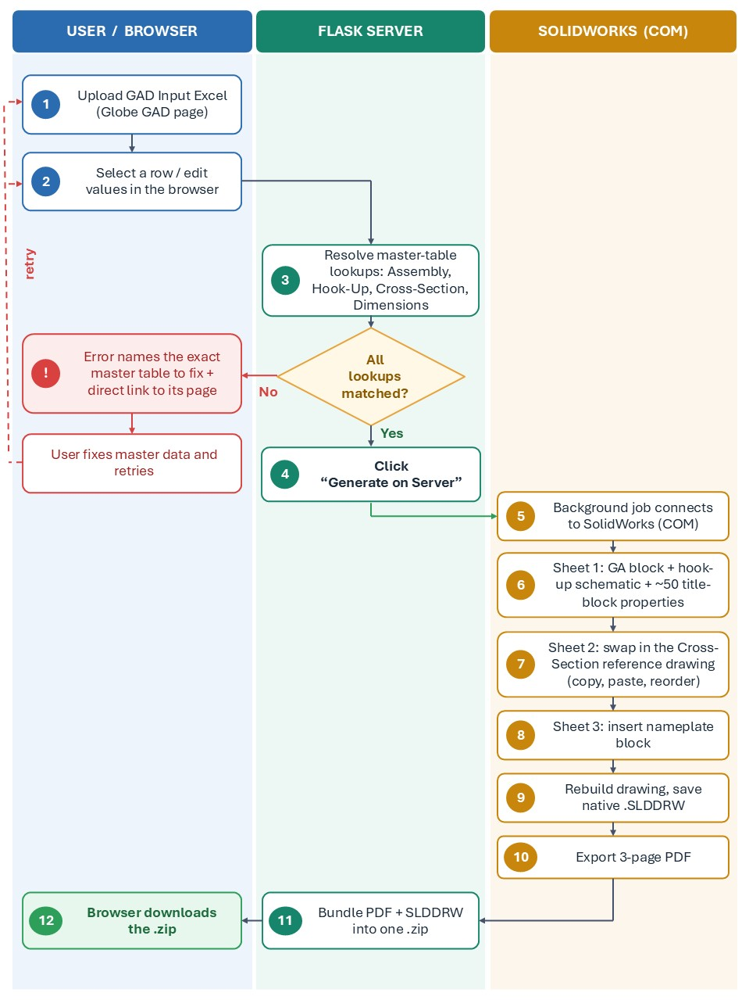 USER / BROWSER
FLASK SERVER
SOLIDWORKS (COM)
1
Upload GAD Input Excel
(Globe GAD page)
2
Select a row / edit
values in the browser
retry
3
Resolve master-table
lookups: Assembly,
Hook-Up, Cross-Section,
Dimensions
All
lookups
matched?
No
Yes
!
Error names the exact
master table to fix +
direct link to its page
User fixes master data and
retries
4
Click
“Generate on Server”
5
Background job connects
to SolidWorks (COM)
6
Sheet 1: GA block + hook-
up schematic + ~50 title-
block properties
7
Sheet 2: swap in the Cross-
Section reference drawing
(copy, paste, reorder)
8
Sheet 3: insert nameplate
block
9
Rebuild drawing, save
native .SLDDRW
10
Export 3-page PDF
11
Bundle PDF + SLDDRW
into one .zip
12
Browser downloads
the .zip